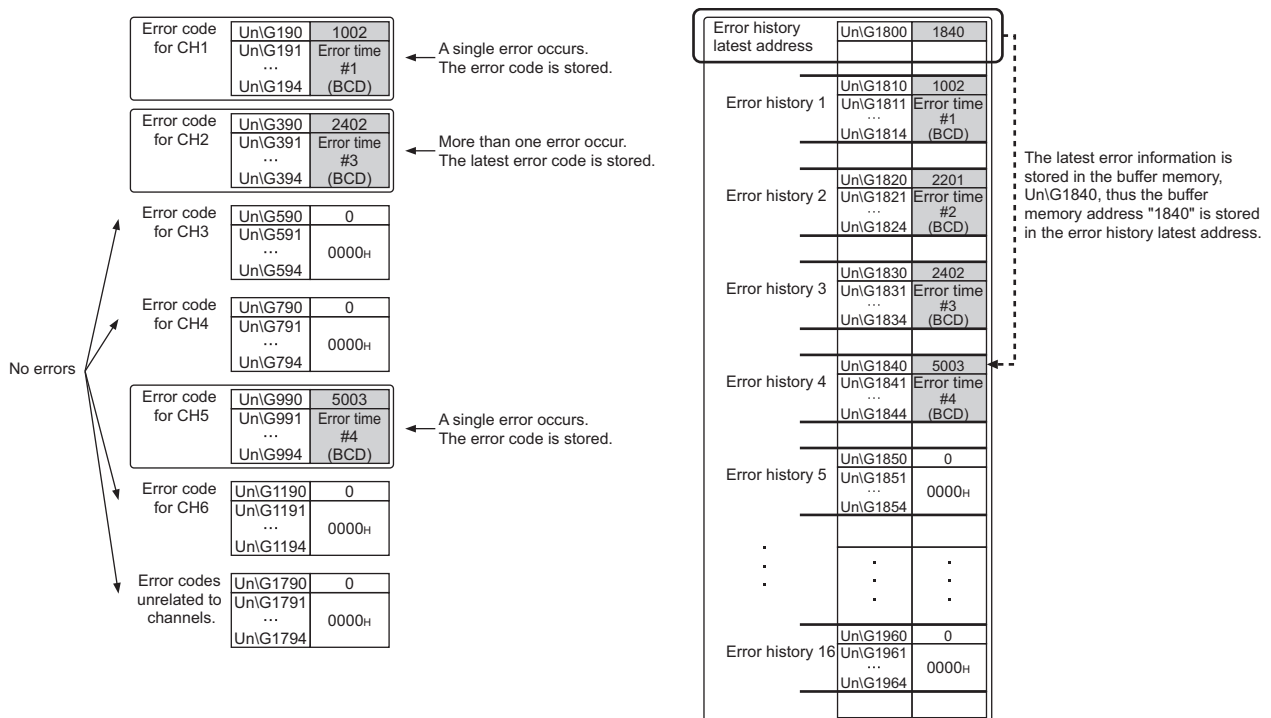 Error code
for CH1
Un\G190 1002
Un\G191
…
Un\G194
Error time
#1
(BCD)
A single error occurs.
The error code is stored.
Error code
for CH2
Un\G390 2402
Un\G391
…
Un\G394
Error time
#3
(BCD)
More than one error occur.
The latest error code is stored.
Error code
for CH3
Un\G590 0
Un\G591
…
Un\G594
0000H
Error code
for CH4
Un\G790 0
Un\G791
…
Un\G794
0000H
No errors
Error code
for CH5
Un\G990 5003
Un\G991
…
Un\G994
Error time
#4
(BCD)
A single error occurs.
The error code is stored.
Error code
for CH6
Un\G1190 0
Un\G1191
…
Un\G1194
0000H
Error codes
unrelated to
channels.
Un\G1790 0
Un\G1791
…
Un\G1794
0000H
Error history
latest address
Un\G1800 1840
Error history 1
Un\G1810 1002
Un\G1811
…
Un\G1814
Error time
#1
(BCD)
Error history 2
Un\G1820 2201
Un\G1821
…
Un\G1824
Error time
#2
(BCD)
Error history 3
Un\G1830 2402
Un\G1831
…
Un\G1834
Error time
#3
(BCD)
Error history 4
Un\G1840 5003
Un\G1841
…
Un\G1844
Error time
#4
(BCD)
Error history 5
Un\G1850 0
Un\G1851
…
Un\G1854
0000H
Error history 16
Un\G1960 0
Un\G1961
…
Un\G1964
0000H
The latest error information is
stored in the buffer memory,
Un\G1840, thus the buffer
memory address "1840" is stored
in the error history latest address.